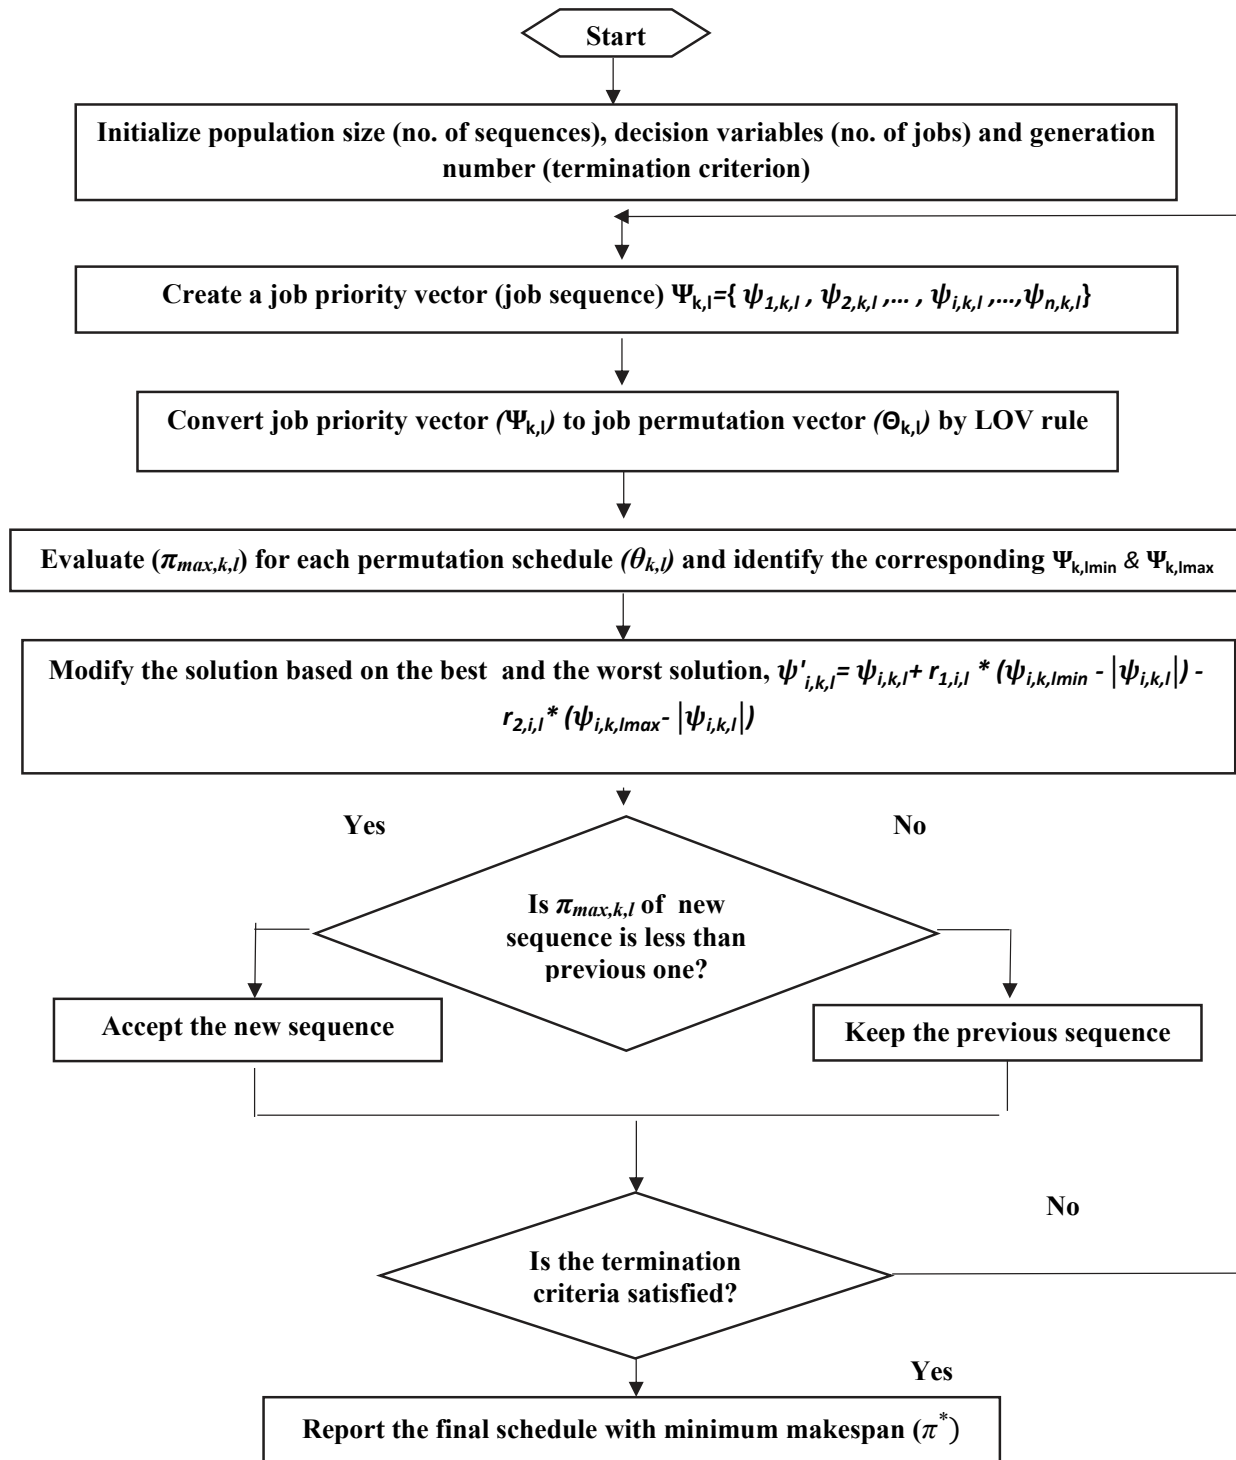 Start
Initialize population size (no. of sequences), decision variables (no. of jobs) and generation
number (termination criterion)
Create a job priority vector (job sequence) Ψk,l={ ψ1,k,l , ψ2,k,l ,... , ψi,k,l ,...,ψn,k,l}
Convert job priority vector (Ψk,l) to job permutation vector (Θk,l) by LOV rule
Evaluate (πmax,k,l) for each permutation schedule (θk,l) and identify the corresponding Ψk,lmin & Ψk,lmax
Modify the solution based on the best and the worst solution, ψ'i,k,l= ψi,k,l+ r1,i,l * (ψi,k,lmin - |ψi,k,l|) -
r2,i,l* (ψi,k,lmax- |ψi,k,l|)
Yes
No
Is πmax,k,l of new
sequence is less than
previous one?
Accept the new sequence
Keep the previous sequence
No
Is the termination
criteria satisfied?
Yes
Report the final schedule with minimum makespan (π*)